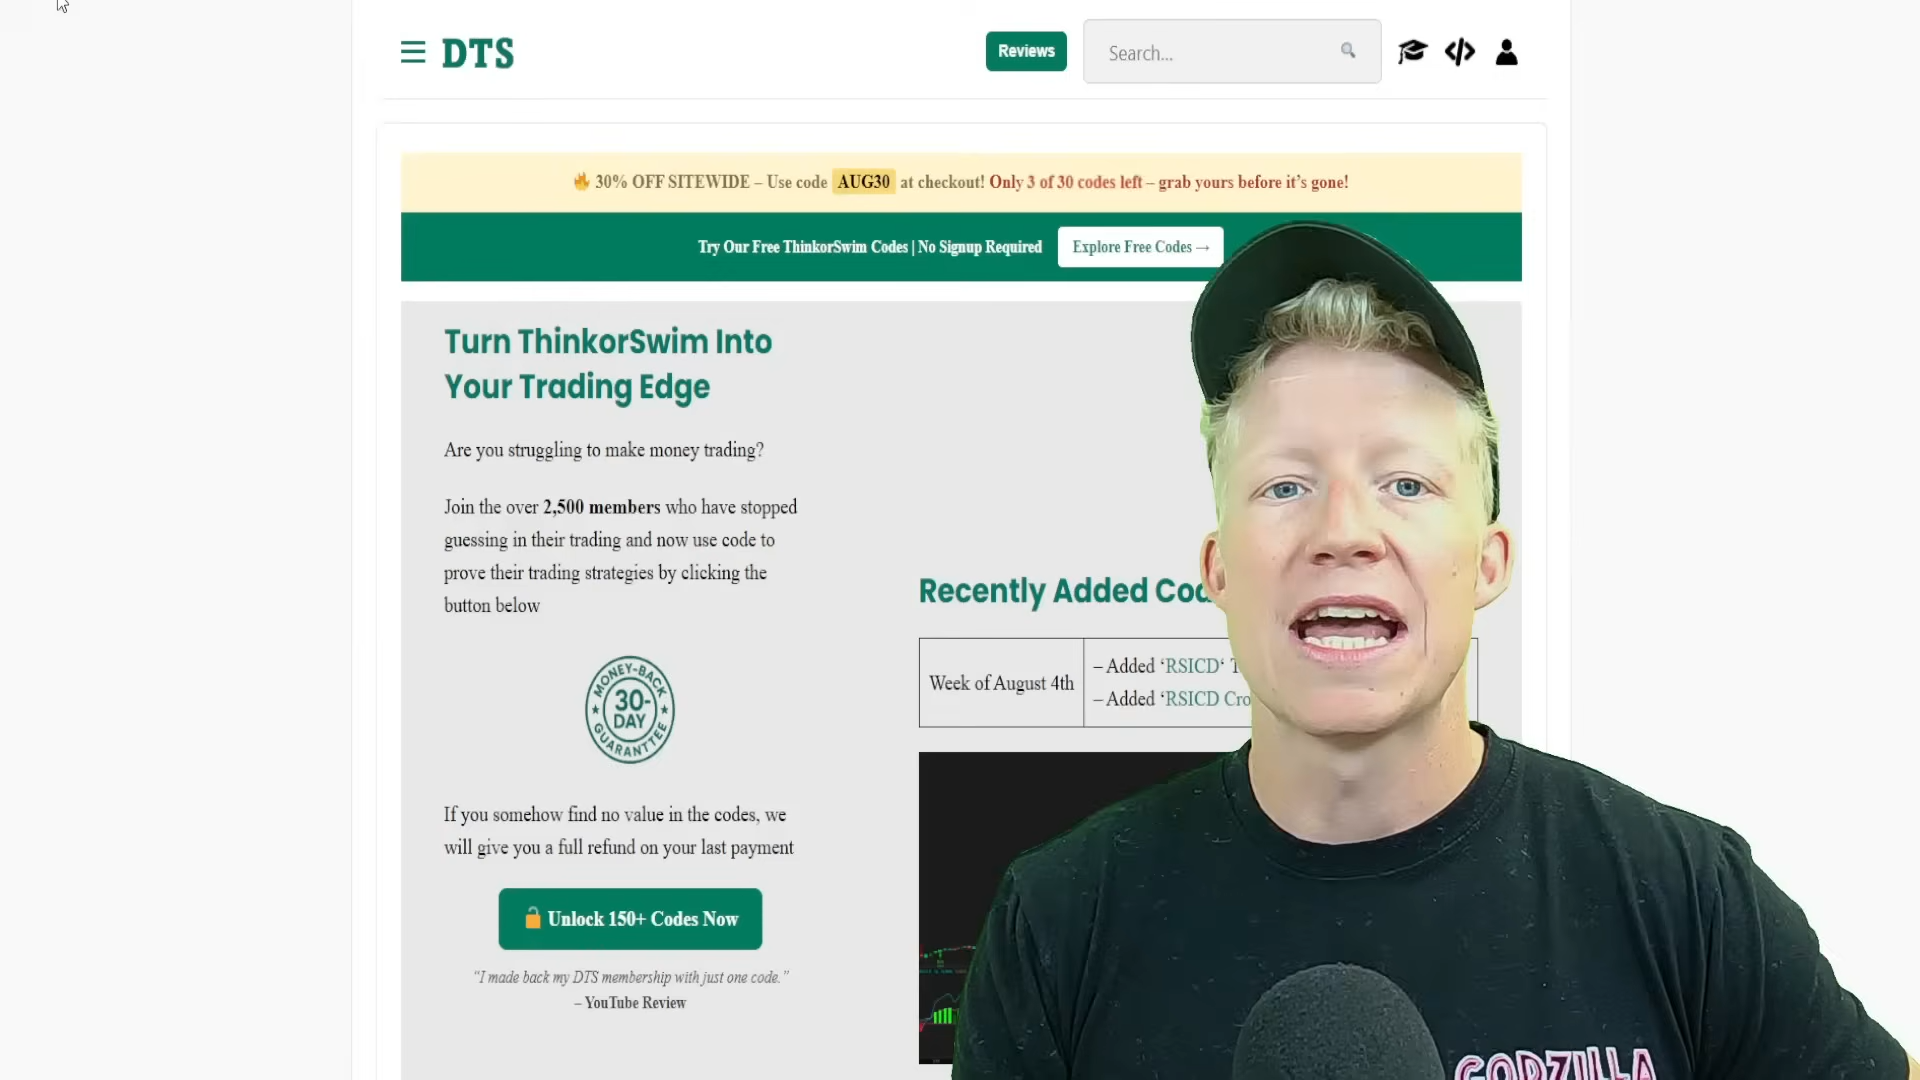 DTS
Reviews
Search...
30% OFF SITEWIDE – Use code AUG30 at checkout! Only 3 of 30 codes left – grab yours before it’s gone!
Try Our Free ThinkorSwim Codes | No Signup Required
Explore Free Codes →
Turn ThinkorSwim Into
Your Trading Edge
Are you struggling to make money trading?
Join the over 2,500 members who have stopped
guessing in their trading and now use code to
prove their trading strategies by clicking the
button below
MONEY-BACK
30-
DAY
GUARANTTEE
If you somehow find no value in the codes, we
will give you a full refund on your last payment
Unlock 150+ Codes Now
“I made back my DTS membership with just one code.”
– YouTube Review
Recently Added
Week of August 4th
– Added ‘RSICD‘
– Added ‘RSICD
GODZILLA